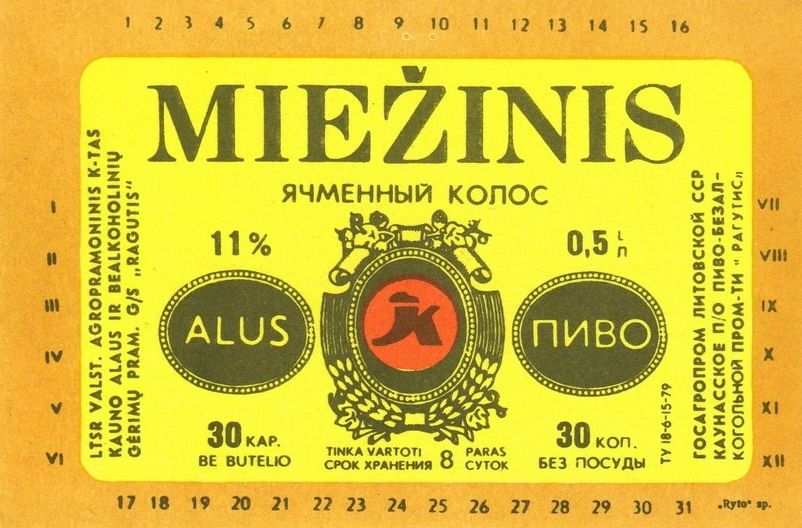 1 2 3 4 5 6 7 8 9 10 11 12 13 14 15 16
MIEŽINIS
ЯЧМЕННЫЙ КОЛОС
LTSR VALST. AGROPRAMONINIS K-TAS
KAUNO ALAUS IR BEALKOHOLINIŲ
GĖRIMŲ PRAM. G/S „RAGUTIS"
I
II
III
IV
V
VI
11%
0,5 L
Л
ALUS
JK
ПИВО
30 KAP.
BE BUTELIO
TINKA VARTOTI 8 PARAS
СРОК ХРАНЕНИЯ СУТОК
30 КОП.
БЕЗ ПОСУДЫ
ТУ 18-6-15-79
ГОСАГРОПРОМ ЛИТОВСКОЙ ССР
КАУНАССКОЕ П/О ПИВО-БЕЗАЛ-
КОГОЛЬНОЙ ПРОМ-ТИ „РАГУТИС"
VII
VIII
IX
X
XI
XII
17 18 19 20 21 22 23 24 25 26 27 28 29 30 31 „Ryto" sp.